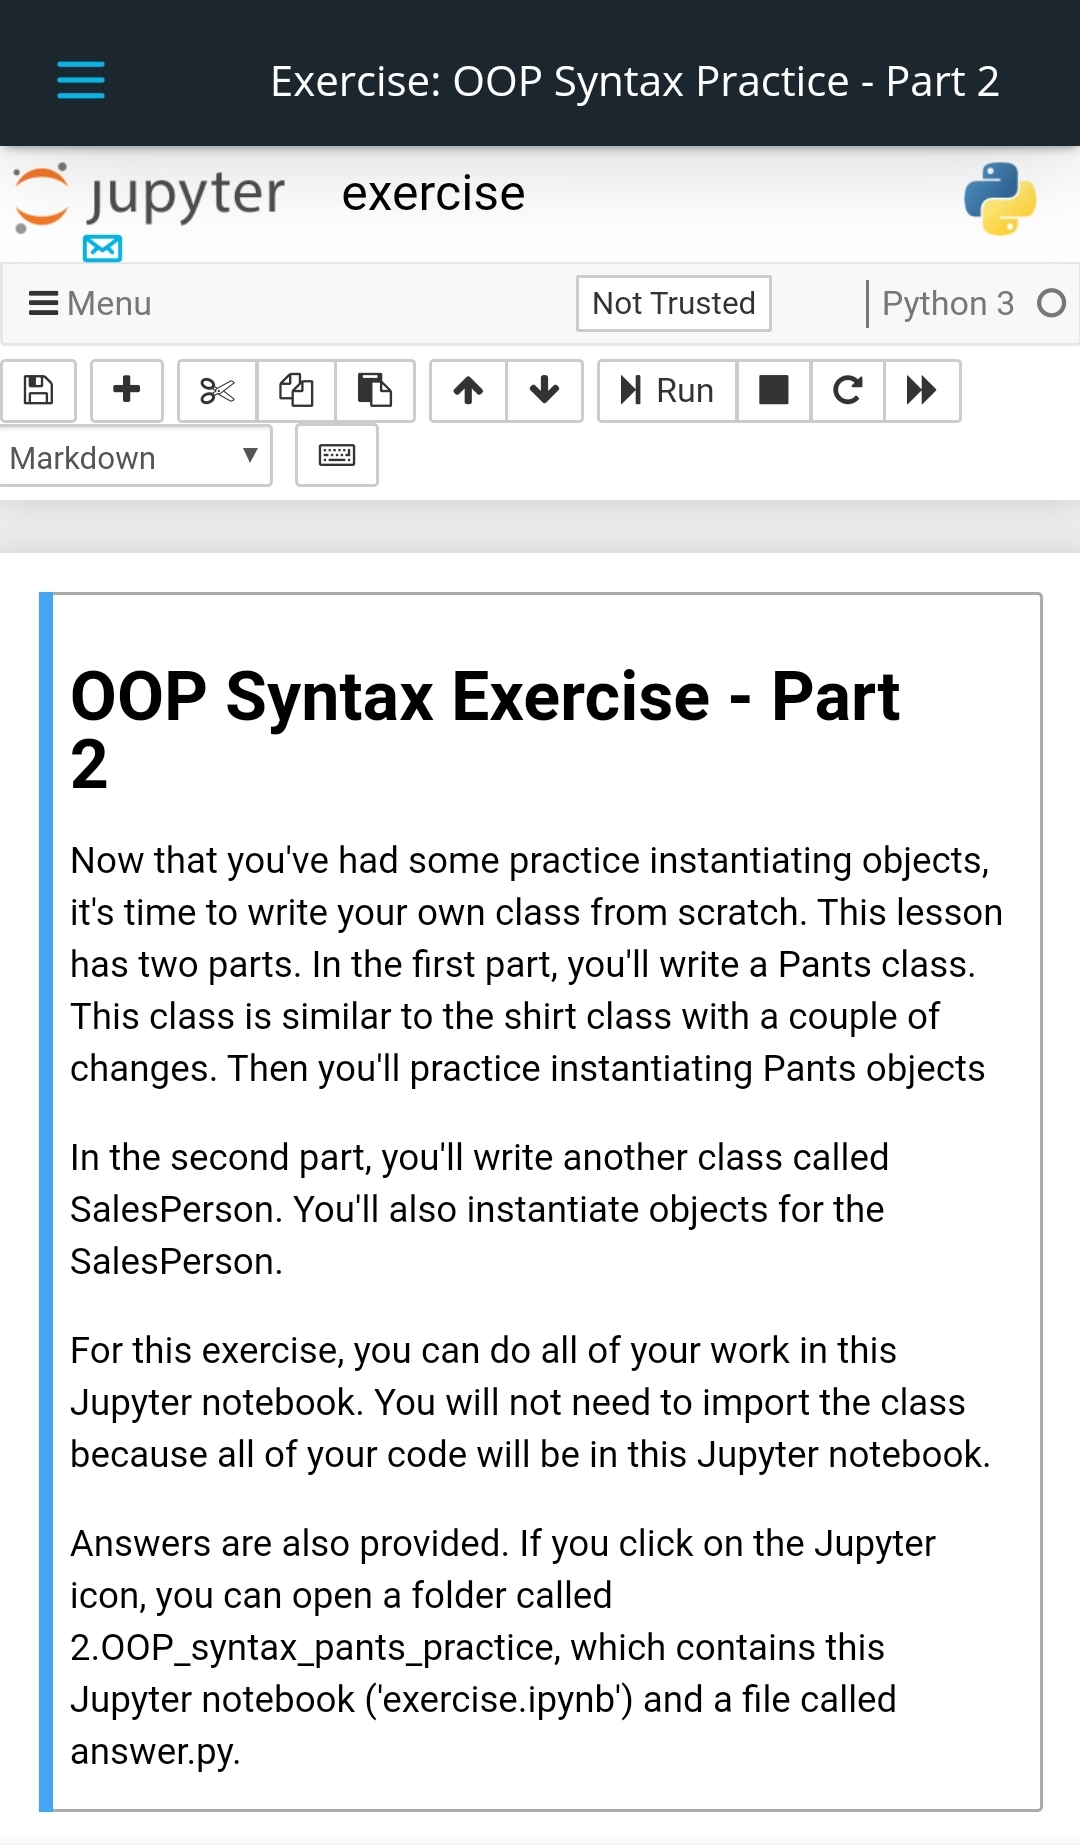 Exercise: OOP Syntax Practice - Part 2
jupyter exercise
Menu Not Trusted Python 3
Run
Markdown
OOP Syntax Exercise - Part
2
Now that you've had some practice instantiating objects,
it's time to write your own class from scratch. This lesson
has two parts. In the first part, you'll write a Pants class.
This class is similar to the shirt class with a couple of
changes. Then you'll practice instantiating Pants objects
In the second part, you'll write another class called
SalesPerson. You'll also instantiate objects for the
SalesPerson.
For this exercise, you can do all of your work in this
Jupyter notebook. You will not need to import the class
because all of your code will be in this Jupyter notebook.
Answers are also provided. If you click on the Jupyter
icon, you can open a folder called
2.OOP_syntax_pants_practice, which contains this
Jupyter notebook ('exercise.ipynb') and a file called
answer.py.